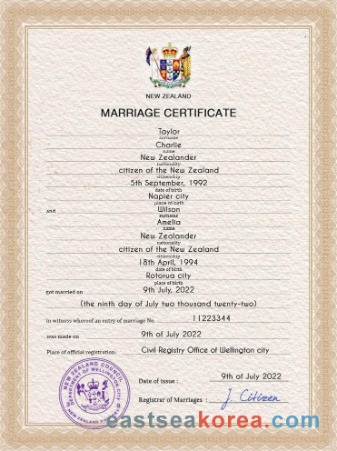 NEW ZEALAND
MARRIAGE CERTIFICATE
Taylor
surname
Charlie
name
New Zealander
nationality
citizen of the New Zealand
citizenship
5th September, 1992
date of birth
Napier city
place of birth
and Wilson
surname
Amelia
name
New Zealander
nationality
citizen of the New Zealand
citizenship
18th April, 1994
date of birth
Rotorua city
place of birth
got married on 9th July, 2022
(the ninth day of July two thousand twenty-two)
in witness whereof an entry of marriage No. 11223344
was made on 9th of July 2022
Place of official registration: Civil Registry Office of Wellington city
Date of Issue : 9th of July 2022
Registrar of Marriages : J. Citizen
NEW ZEALAND COUNCIL
eastseakorea.com